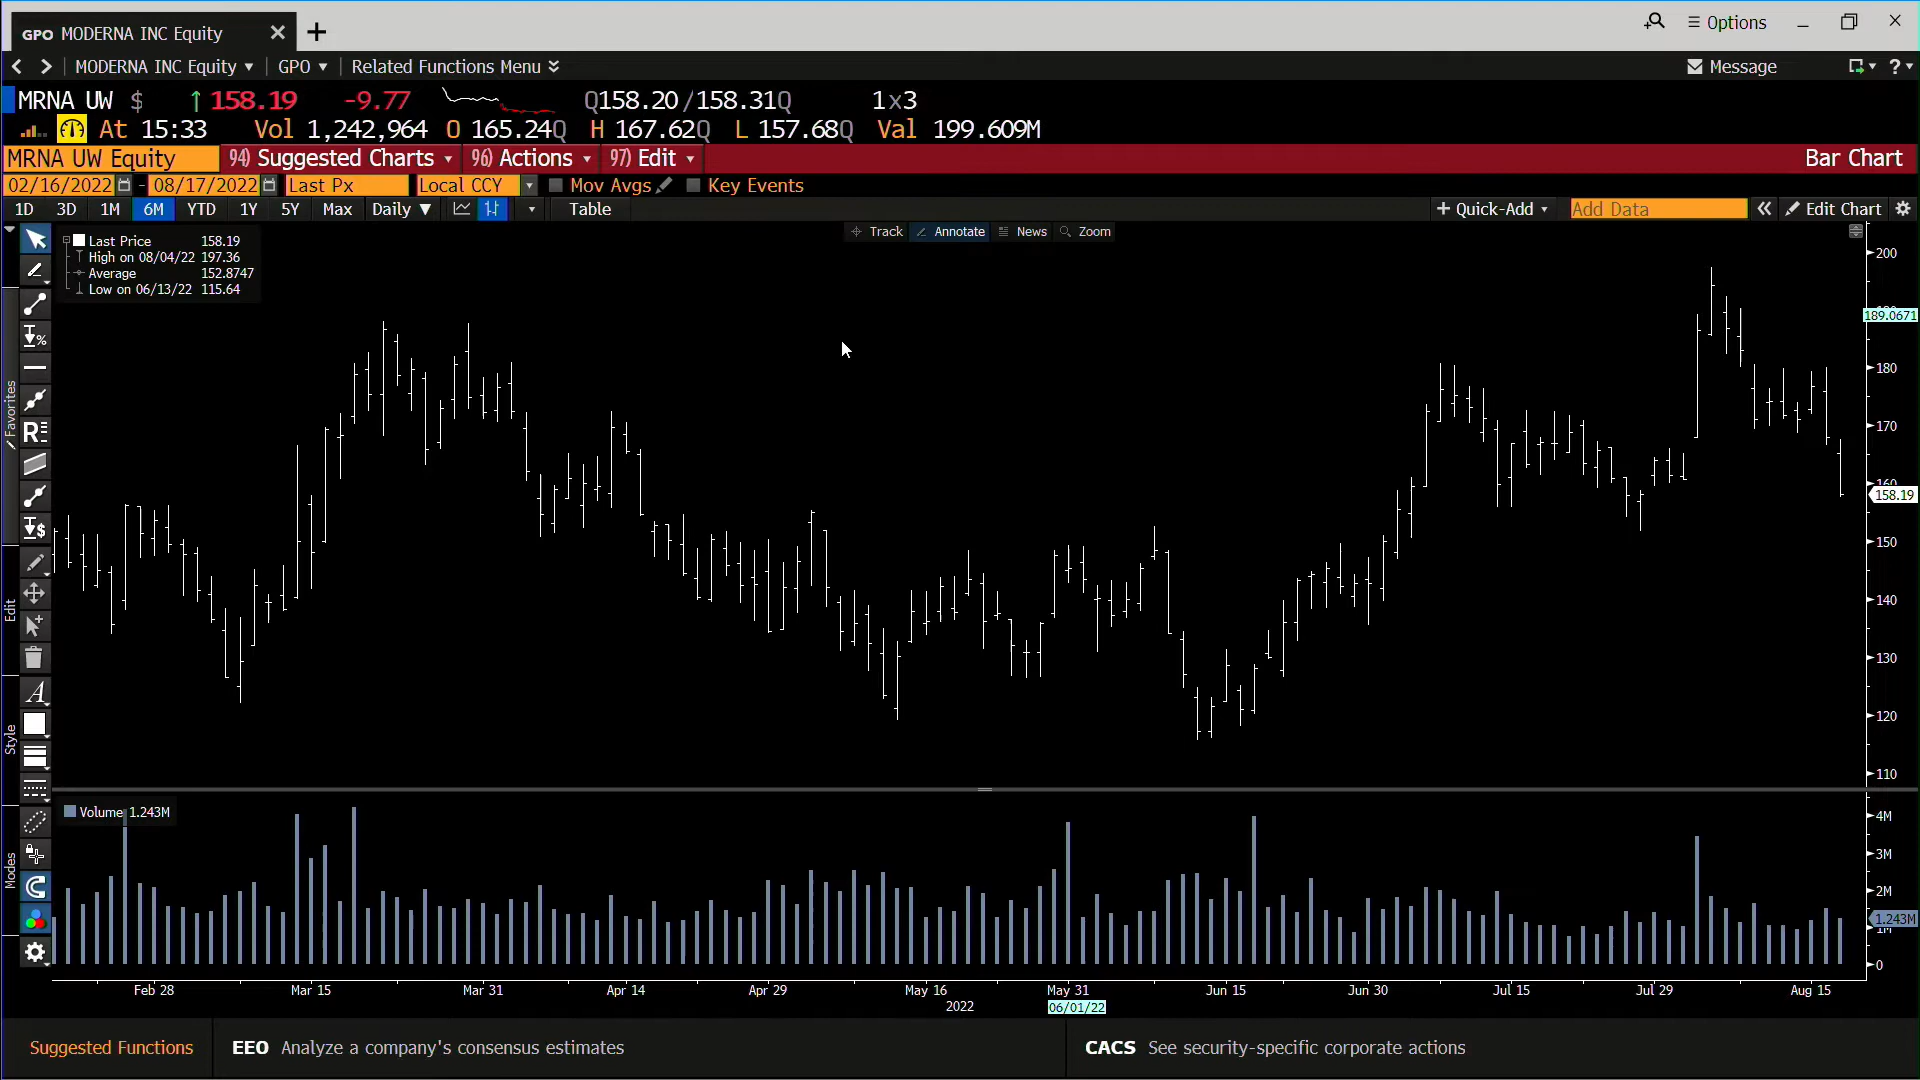 GPO MODERNA INC Equity
Options
MODERNA INC Equity GPO Related Functions Menu Message ?
MRNA UW $ ↑158.19 -9.77 Q158.20/158.31Q 1x3
At 15:33 Vol 1,242,964 O 165.24Q H 167.62Q L 157.68Q Val 199.609M
MRNA UW Equity 94) Suggested Charts 96) Actions 97) Edit Bar Chart
02/16/2022 - 08/17/2022 Last Px Local CCY Mov Avgs Key Events
1D 3D 1M 6M YTD 1Y 5Y Max Daily ▼ Table + Quick-Add Add Data « Edit Chart
Track Annotate News Zoom
Last Price 158.19
High on 08/04/22 197.36
Average 152.8747
Low on 06/13/22 115.64
200
189.0671
180
170
160
158.19
150
140
130
120
110
Favorites
Edit
Style
Modes
%
R
$
A
Volume 1.243M
4M
3M
2M
1.243M
1M
0
Feb 28 Mar 15 Mar 31 Apr 14 Apr 29 May 16 May 31 Jun 15 Jun 30 Jul 15 Jul 29 Aug 15
2022 06/01/22
Suggested Functions EEO Analyze a company's consensus estimates CACS See security-specific corporate actions